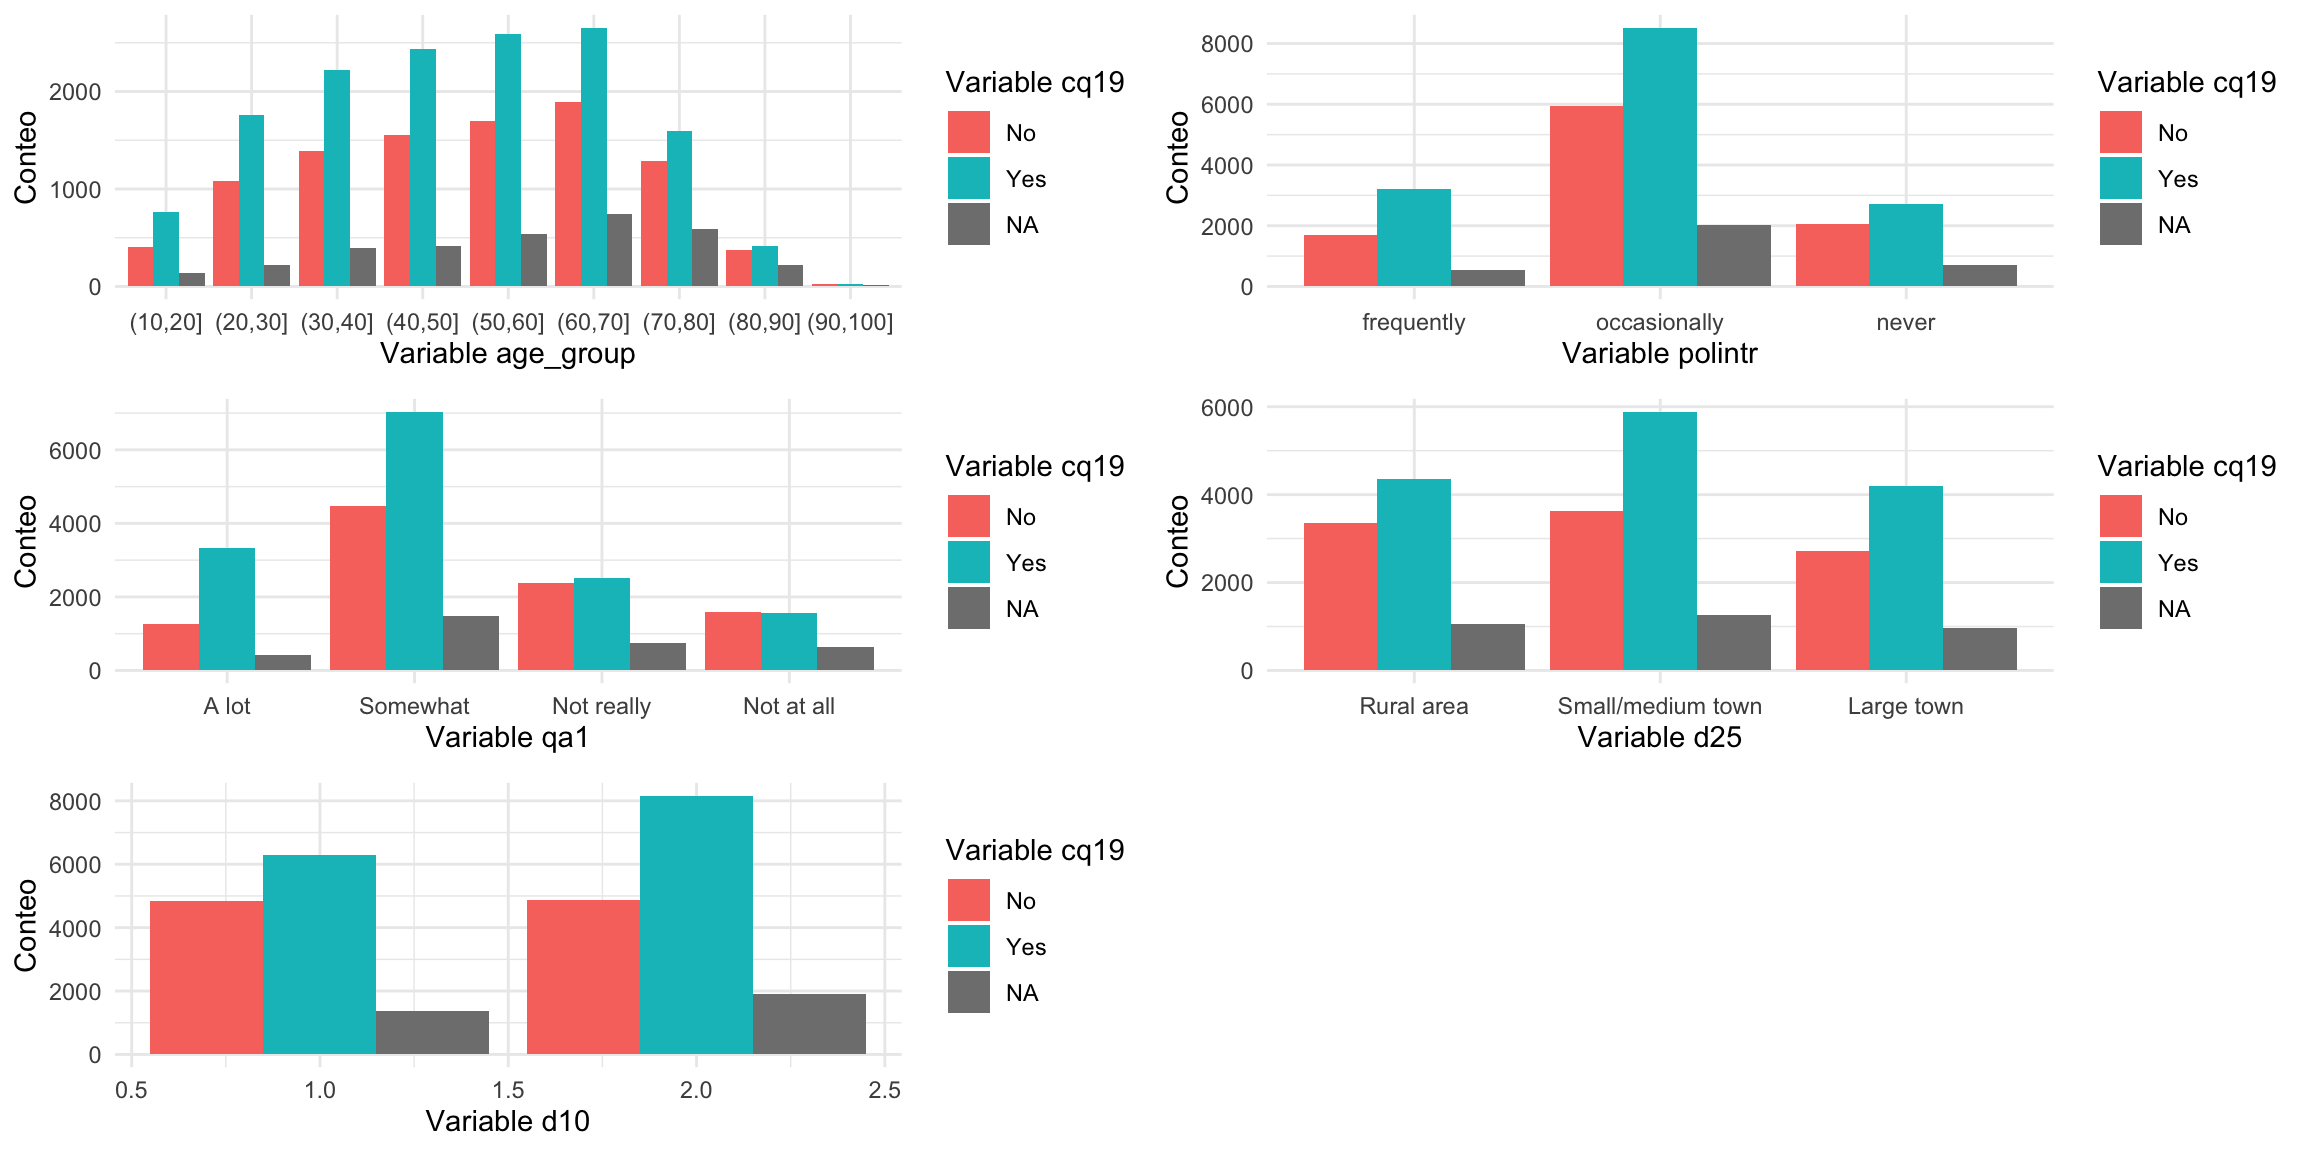 2000
1000
0
Conteo
(10,20] (20,30] (30,40] (40,50] (50,60] (60,70] (70,80] (80,90] (90,100]
Variable age_group
Variable cq19
No
Yes
NA
8000
6000
4000
2000
0
Conteo
frequently occasionally never
Variable polintr
Variable cq19
No
Yes
NA
6000
4000
2000
0
Conteo
A lot Somewhat Not really Not at all
Variable qa1
Variable cq19
No
Yes
NA
6000
4000
2000
0
Conteo
Rural area Small/medium town Large town
Variable d25
Variable cq19
No
Yes
NA
8000
6000
4000
2000
0
Conteo
0.5 1.0 1.5 2.0 2.5
Variable d10
Variable cq19
No
Yes
NA